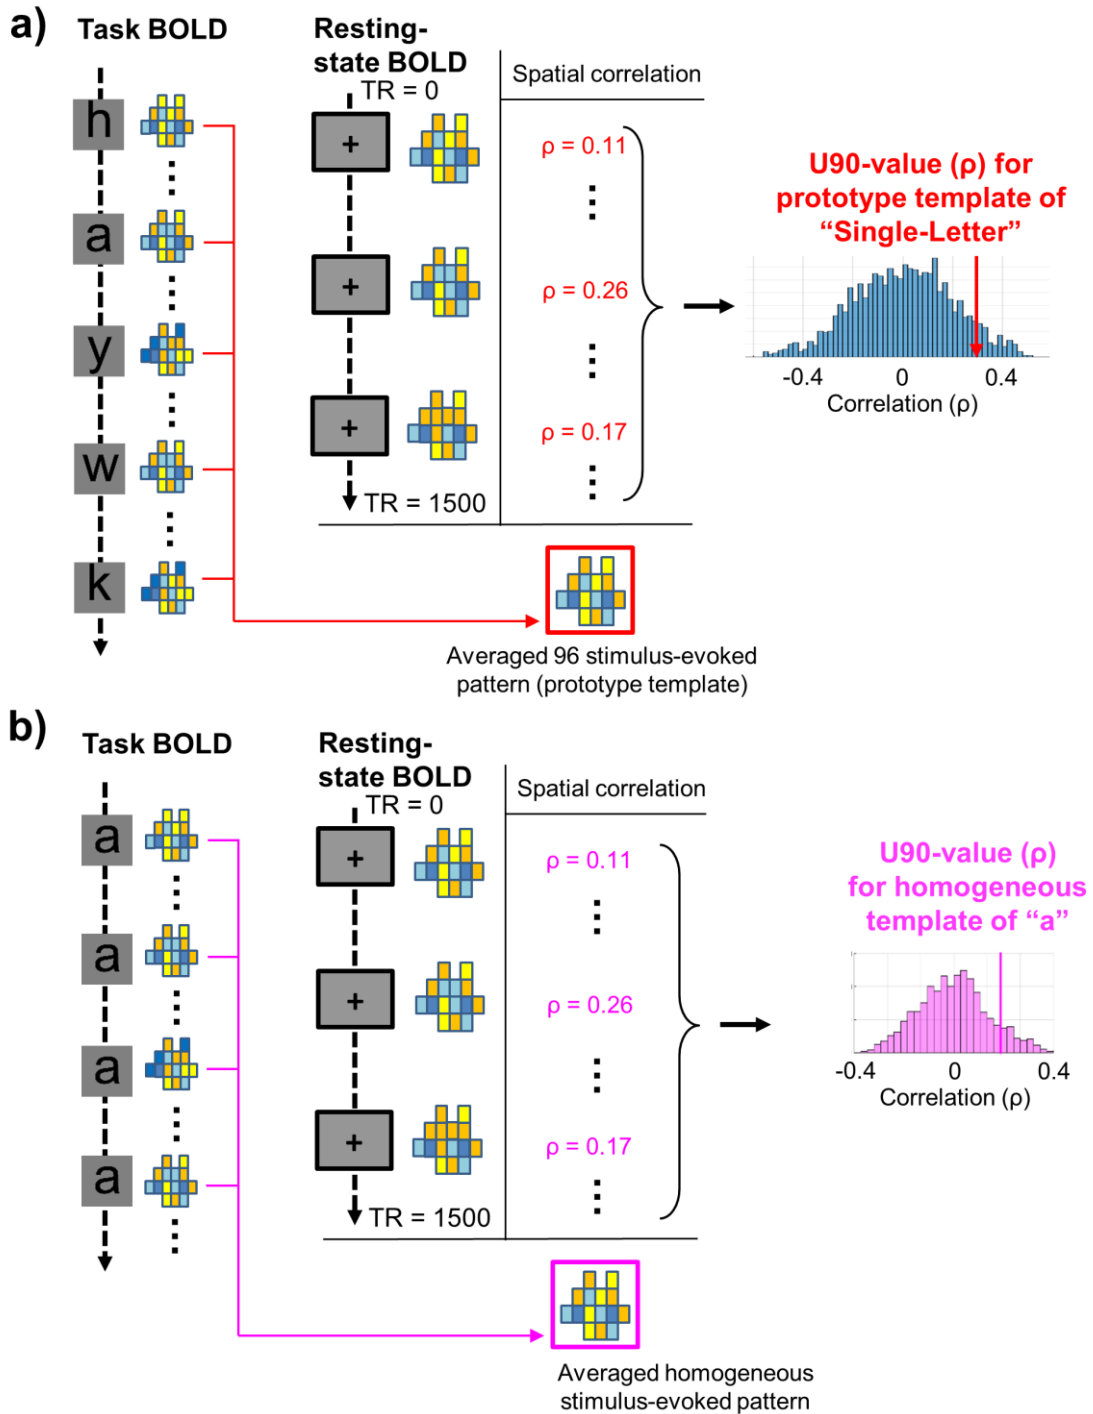 a)
Task BOLD
h
a
y
w
k
Resting-
state BOLD
TR = 0
+
+
+
TR = 1500
Spatial correlation
ρ = 0.11
ρ = 0.26
ρ = 0.17
Averaged 96 stimulus-evoked
pattern (prototype template)
U90-value (ρ) for
prototype template of
“Single-Letter”
-0.4 0 0.4
Correlation (ρ)
b)
Task BOLD
a
a
a
a
Resting-
state BOLD
TR = 0
+
+
+
TR = 1500
Spatial correlation
ρ = 0.11
ρ = 0.26
ρ = 0.17
Averaged homogeneous
stimulus-evoked pattern
U90-value (ρ)
for homogeneous
template of “a”
-0.4 0 0.4
Correlation (ρ)